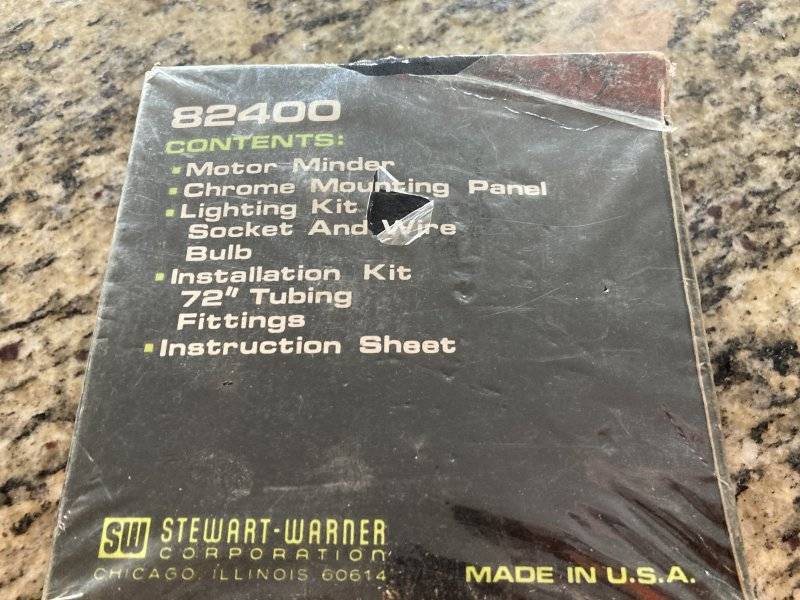 82400
CONTENTS:
▪ Motor Minder
▪ Chrome Mounting Panel
▪ Lighting Kit
Socket And Wire
Bulb
▪ Installation Kit
72" Tubing
Fittings
▪ Instruction Sheet
SW STEWART-WARNER
CORPORATION
CHICAGO, ILLINOIS 60614
MADE IN U.S.A.